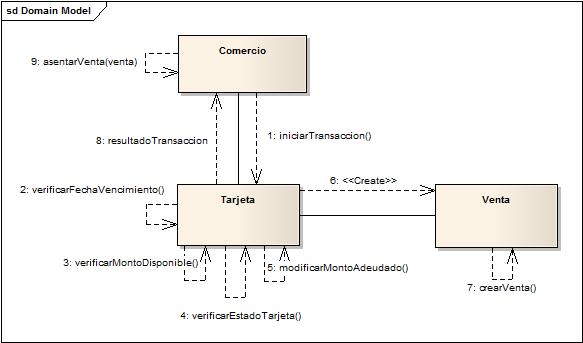 sd Domain Model
Comercio
9: asentarVenta(venta)
1: iniciarTransaccion()
8: resultadoTransaccion
6: <<Create>>
2: verificarFechaVencimiento()
Tarjeta
Venta
3: verificarMontoDisponible()
5: modificarMontoAdeudado()
7: crearVenta()
4: verificarEstadoTarjeta()